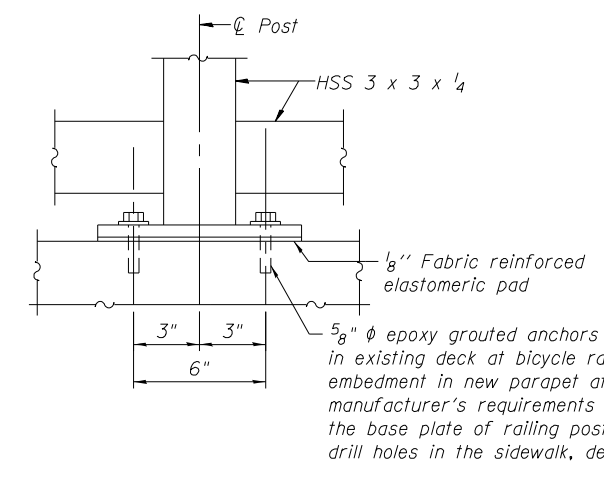 ℄ Post
HSS 3 x 3 x 1/4
1/8" Fabric reinforced
elastomeric pad
3" 3"
6"
5/8" ϕ epoxy grouted anchors
in existing deck at bicycle
embedment in new parapet
manufacturer's requirements
the base plate of railing
drill holes in the sidewalk,